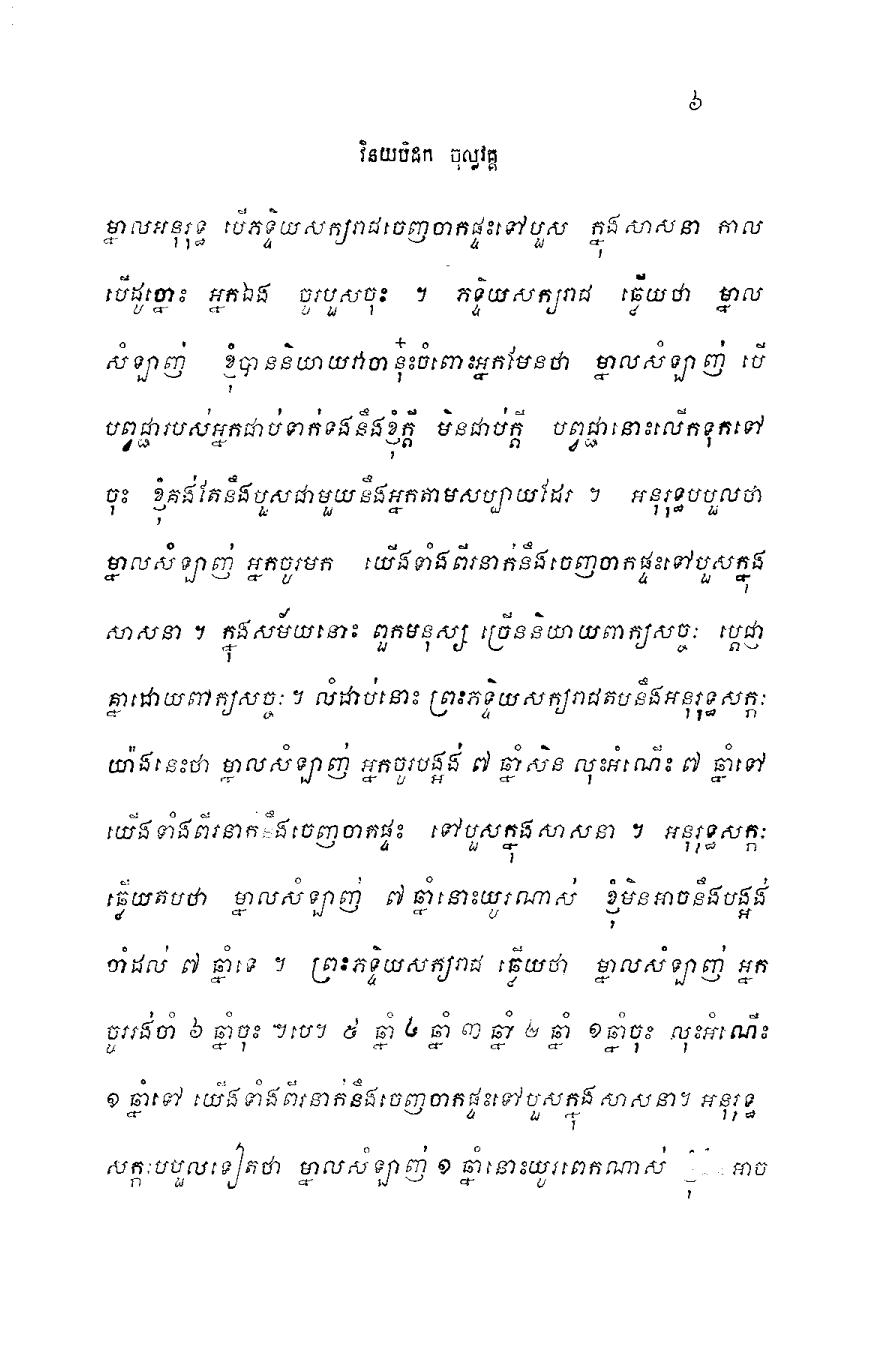 ៦
វិនយបិដក ចុល្លវគ្គ
ម្នាលអនុរុទ្ធ បើភទ្ទិយសក្យរាជចេញចាកផ្ទះទៅបួស ក្នុងសាសនា កាល
បើដូច្នោះ អ្នកឯង ចូរបួសចុះ ។ ភទ្ទិយសក្យរាជ ធ្វើយថា ម្នាល
សំឡាញ់ ខ្ញុំបាននិយាយវាចានុ៎ះចំពោះអ្នកមែនថា ម្នាលសំឡាញ់ បើ
បព្វជ្ជារបស់អ្នកជាប់ទាក់ទងនឹងខ្ញុំក្តី មិនជាប់ក្តី បព្វជ្ជានោះលើកទុកទៅ
ចុះ ខ្ញុំគង់តែនឹងបួសជាមួយនឹងអ្នកតាមសប្បាយដែរ ។ អនុរុទ្ធបបួលថា
ម្នាលសំឡាញ់ អ្នកចូរមក យើងទាំងពីរនាក់នឹងចេញចាកផ្ទះទៅបួសក្នុង
សាសនា ។ ក្នុងសម័យនោះ ពួកមនុស្ស ច្រើននិយាយពាក្យសច្ចៈ ប្តេជ្ញា
គ្នាដោយពាក្យសច្ចៈ ។ លំដាប់នោះ ព្រះភទ្ទិយសក្យរាជតបនឹងអនុរុទ្ធសក្កៈ
យ៉ាងនេះថា ម្នាលសំឡាញ់ អ្នកចូរបង្អង់ ៧ ឆ្នាំសិន លុះអំណើះ ៧ ឆ្នាំទៅ
យើងទាំងពីរនាក់នឹងចេញចាកផ្ទះ ទៅបួសក្នុងសាសនា ។ អនុរុទ្ធសក្កៈ
ធ្វើយតបថា ម្នាលសំឡាញ់ ៧ ឆ្នាំនោះយូរណាស់ ខ្ញុំមិនអាចនឹងបង្អង់
ចាំដល់ ៧ ឆ្នាំទេ ។ ព្រះភទ្ទិយសក្យរាជ ធ្វើយថា ម្នាលសំឡាញ់ អ្នក
ចូររង់ចាំ ៦ ឆ្នាំចុះ ។បេ។ ៥ ឆ្នាំ ៤ ឆ្នាំ ៣ ឆ្នាំ ២ ឆ្នាំ ១ឆ្នាំចុះ លុះអំណើះ
១ ឆ្នាំទៅ យើងទាំងពីរនាក់នឹងចេញចាកផ្ទះទៅបួសក្នុងសាសនា។ អនុរុទ្ធ
សក្កៈបបួលទៀតថា ម្នាលសំឡាញ់ ១ ឆ្នាំនោះយូរពេកណាស់ អាច